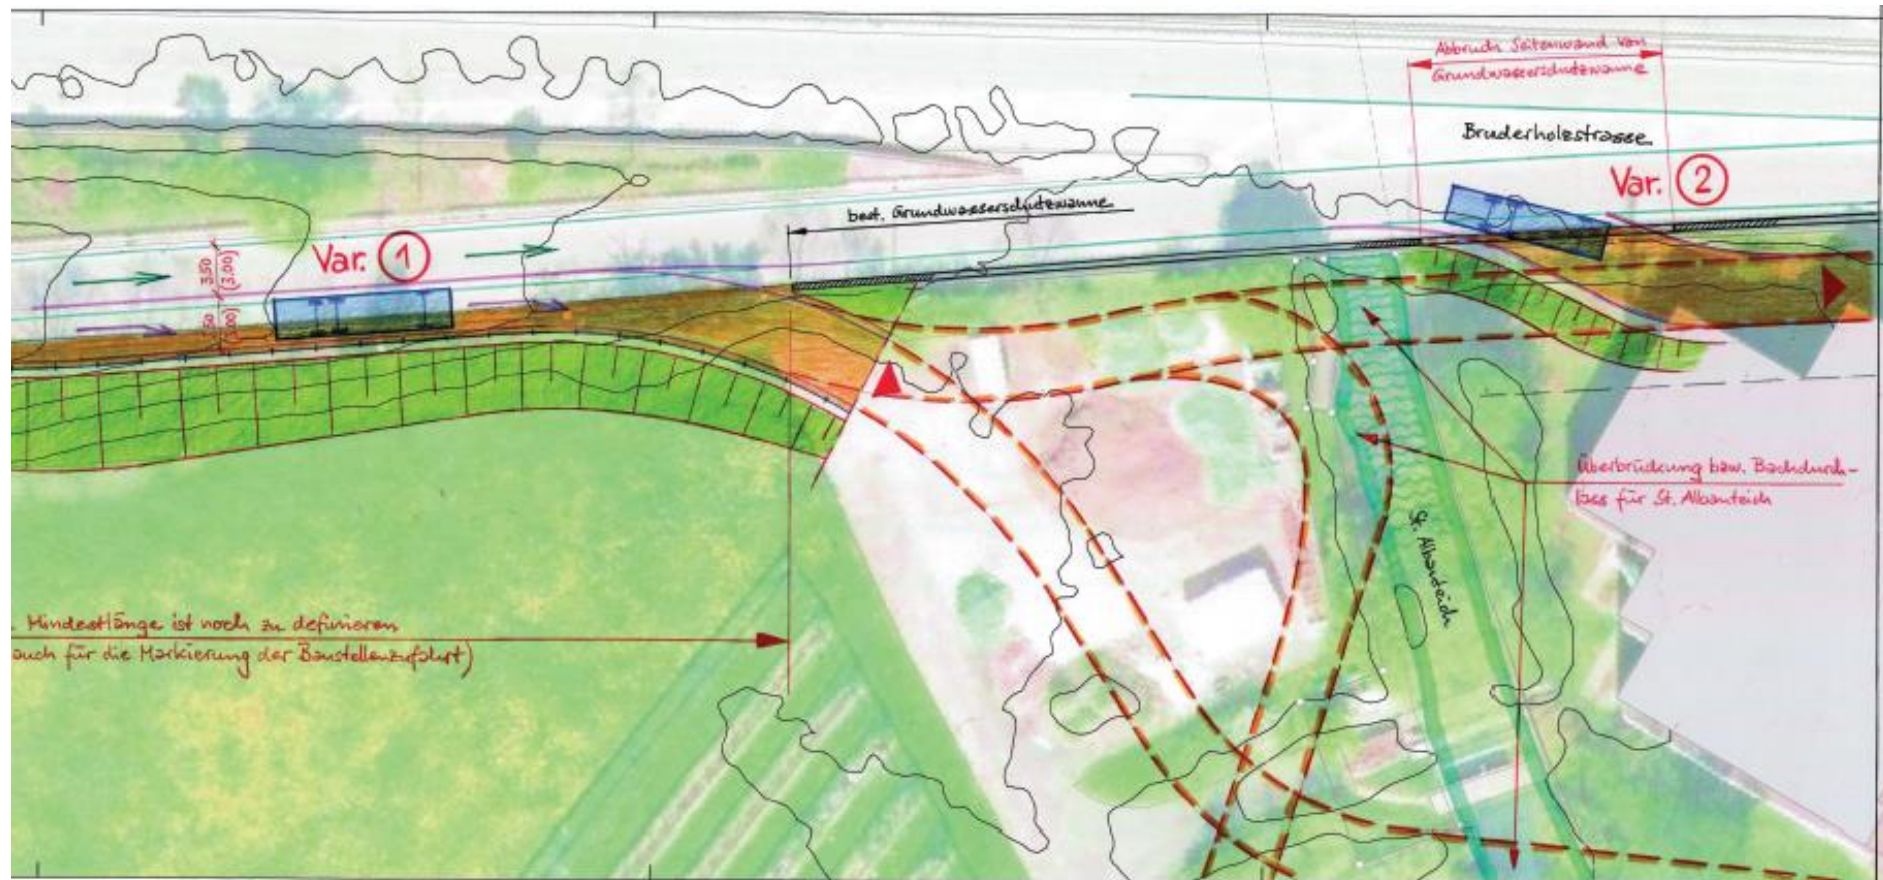 Abbruch Seitenwand von
Grundwasserschutzwanne
Bruderholzstrasse
Var. 2
best. Grundwasserschutzwanne
Var. 1
3.50
(3.00)
Überbrückung bzw. Bachdurch-
lass für St. Albanteich
St. Albanteich
Mindestlänge ist noch zu definieren
auch für die Markierung der Baustellenzufahrt)